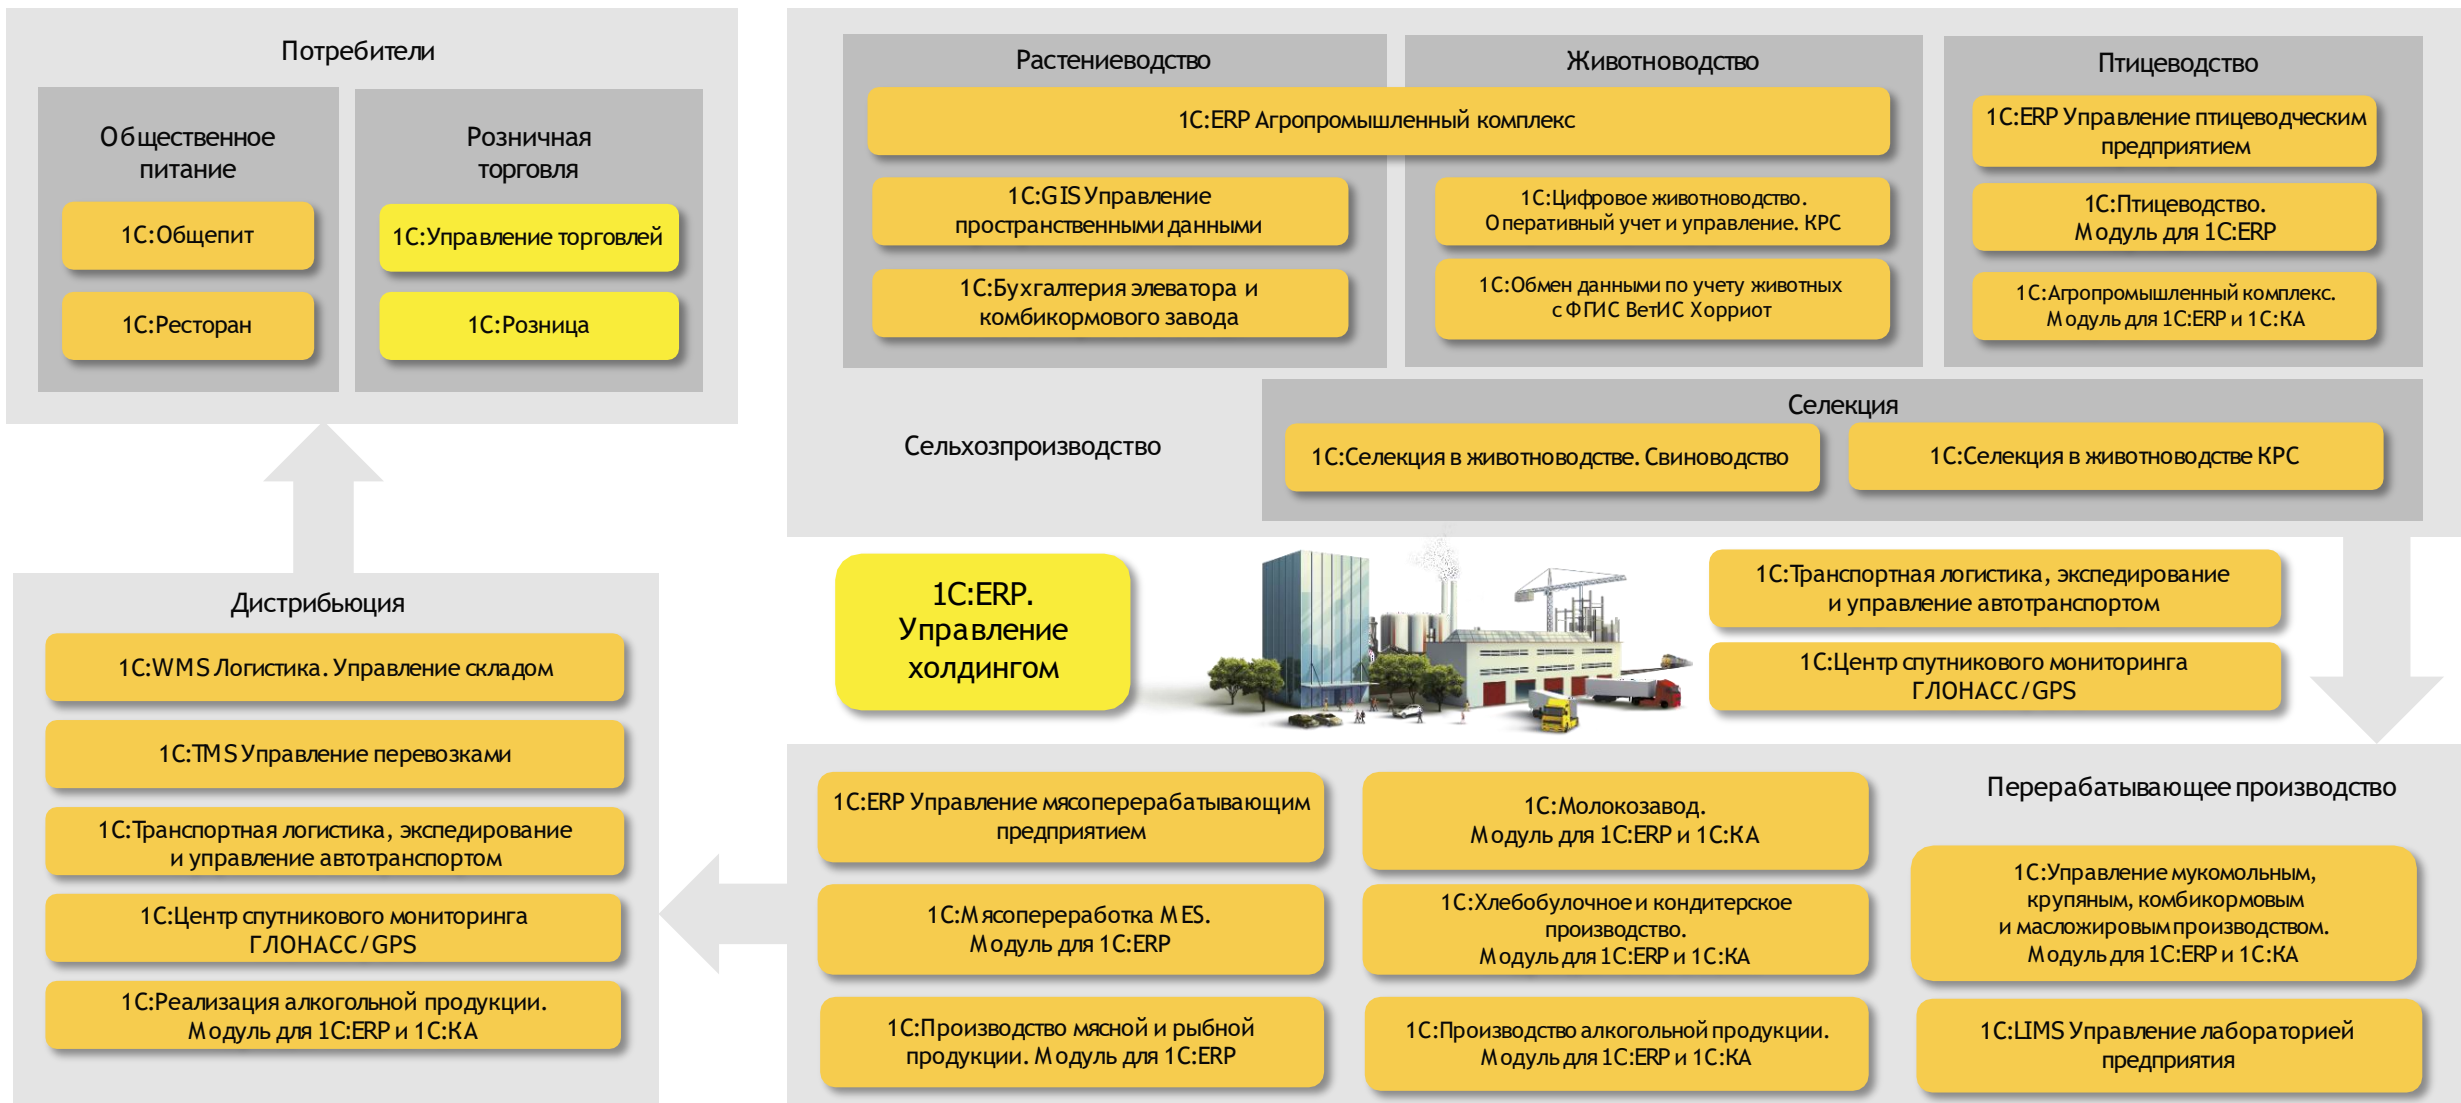 Потребители
Общественное
питание
1С:Общепит
1С:Ресторан
Розничная
торговля
1С:Управление торговлей
1С:Розница
Растениеводство
Животноводство
1С:ERP Агропромышленный комплекс
1С:GIS Управление
пространственными данными
1С:Бухгалтерия элеватора и
комбикормового завода
1С:Цифровое животноводство.
Оперативный учет и управление. КРС
1С:Обмен данными по учету животных
с ФГИС ВетИС Хорриот
Птицеводство
1С:ERP Управление птицеводческим
предприятием
1С:Птицеводство.
Модуль для 1С:ERP
1С:Агропромышленный комплекс.
Модуль для 1С:ERP и 1С:КА
Сельхозпроизводство
Селекция
1С:Селекция в животноводстве. Свиноводство
1С:Селекция в животноводстве КРС
1С:ERP.
Управление
холдингом
1С:Транспортная логистика, экспедирование
и управление автотранспортом
1С:Центр спутникового мониторинга
ГЛОНАСС/GPS
Перерабатывающее производство
1С:ERP Управление мясоперерабатывающим
предприятием
1С:Мясопереработка MES.
Модуль для 1С:ERP
1С:Производство мясной и рыбной
продукции. Модуль для 1С:ERP
1С:Молокозавод.
Модуль для 1С:ERP и 1С:КА
1С:Хлебобулочное и кондитерское
производство.
Модуль для 1С:ERP и 1С:КА
1С:Производство алкогольной продукции.
Модуль для 1С:ERP и 1С:КА
1С:Управление мукомольным,
крупяным, комбикормовым
и масложировым производством.
Модуль для 1С:ERP и 1С:КА
1С:LIMS Управление лабораторией
предприятия
Дистрибьюция
1С:WMS Логистика. Управление складом
1С:TMS Управление перевозками
1С:Транспортная логистика, экспедирование
и управление автотранспортом
1С:Центр спутникового мониторинга
ГЛОНАСС/GPS
1С:Реализация алкогольной продукции.
Модуль для 1С:ERP и 1С:КА